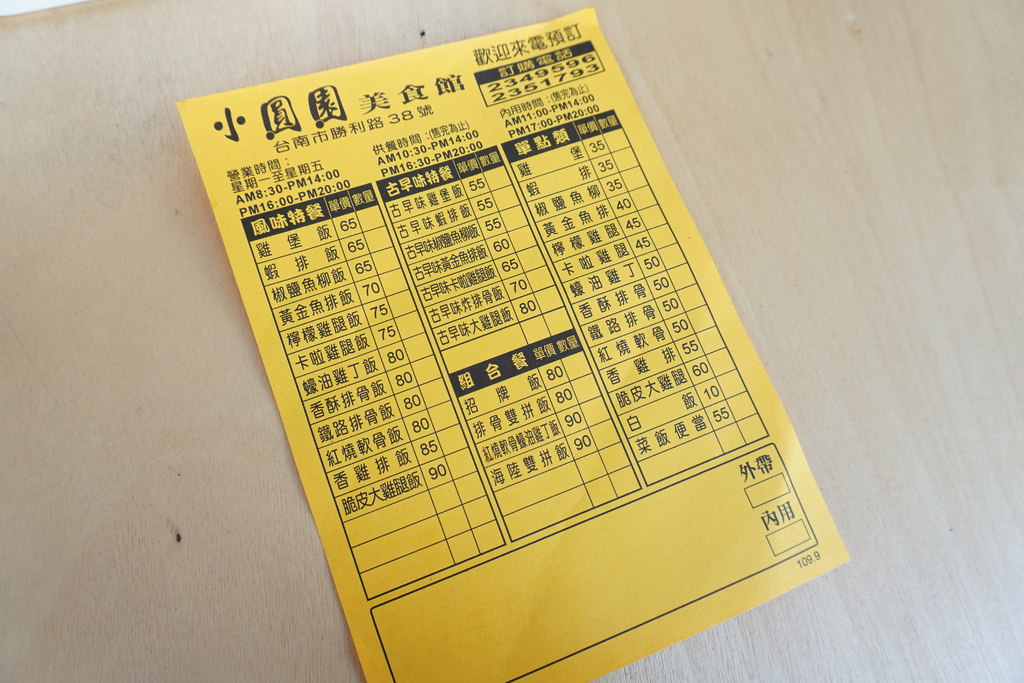 歡迎來電預訂
訂購電話
2349596
2351793
小圓園 美食館
台南市勝利路38號
營業時間：
星期一至星期五
AM8:30-PM14:00
PM16:00-PM20:00
供餐時間：(售完為止)
AM10:30-PM14:00
PM16:30-PM20:00
內用時間：(售完為止)
AM11:00-PM14:00
PM17:00-PM20:00
風味特餐 單價 數量
雞堡飯 65
蝦排飯 65
椒鹽魚柳飯 65
黃金魚排飯 70
檸檬雞腿飯 75
卡啦雞腿飯 75
蠔油雞丁飯 80
香酥排骨飯 80
鐵路排骨飯 80
紅燒軟骨飯 80
香雞排飯 85
脆皮大雞腿飯 90
古早味特餐 單價 數量
古早味雞堡飯 55
古早味蝦排飯 55
古早味椒鹽魚柳飯 55
古早味黃金魚排飯 60
古早味卡啦雞腿飯 65
古早味炸排骨飯 70
古早味大雞腿飯 80
組合餐 單價 數量
招牌飯 80
排骨雙拼飯 80
紅燒軟骨蠔油雞丁飯 90
海陸雙拼飯 90
單點類 單價 數量
雞堡 35
蝦排 35
椒鹽魚柳 35
黃金魚排 40
檸檬雞腿 45
卡啦雞腿 45
蠔油雞丁 50
香酥排骨 50
鐵路排骨 50
紅燒軟骨 50
香雞排 55
脆皮大雞腿 60
白飯 10
菜飯便當 55
外帶
內用
109.9